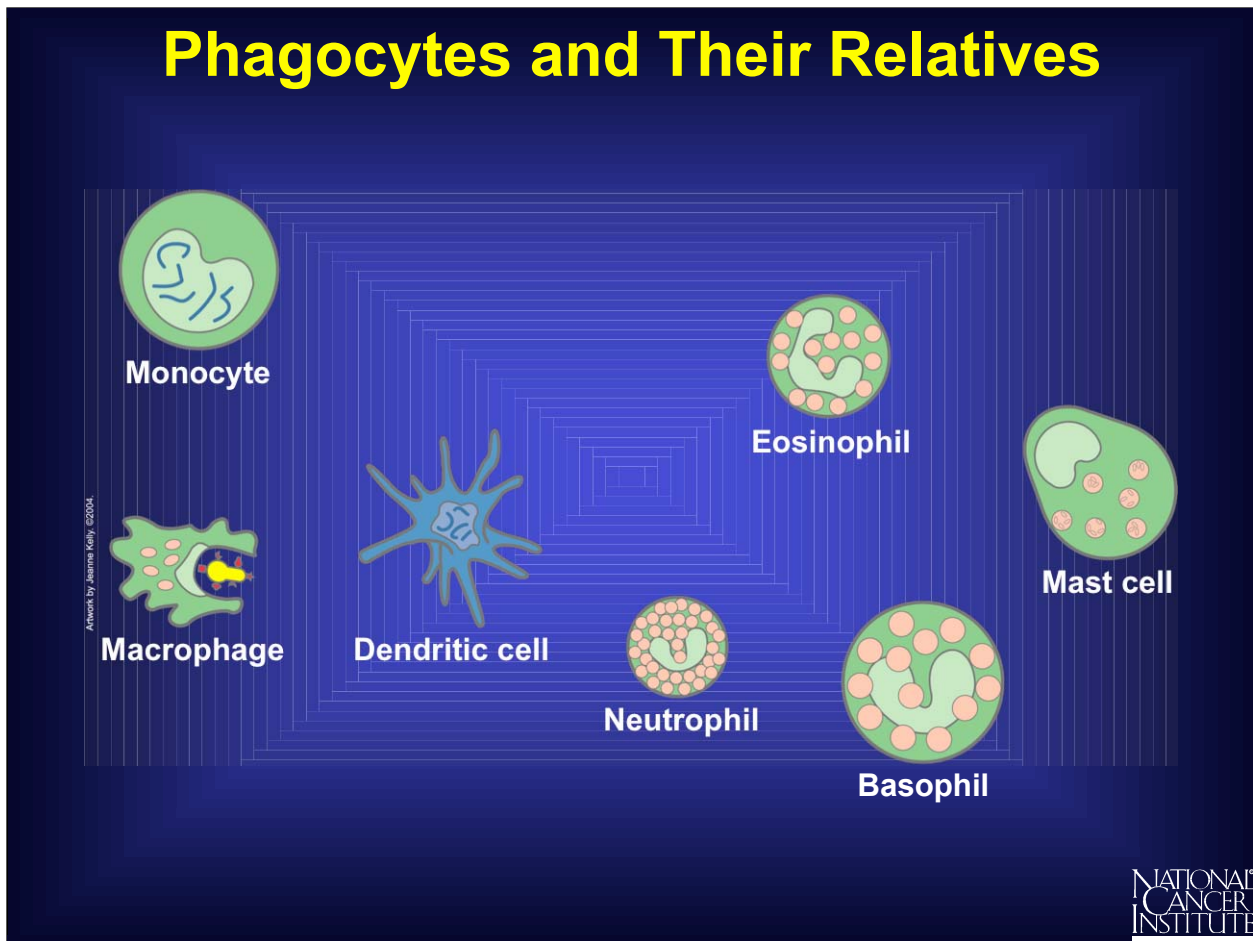 Phagocytes and Their Relatives
Monocyte
Eosinophil
Mast cell
Macrophage
Dendritic cell
Neutrophil
Basophil
Artwork by Jeanne Kelly. ©2004.
NATIONAL
CANCER
INSTITUTE